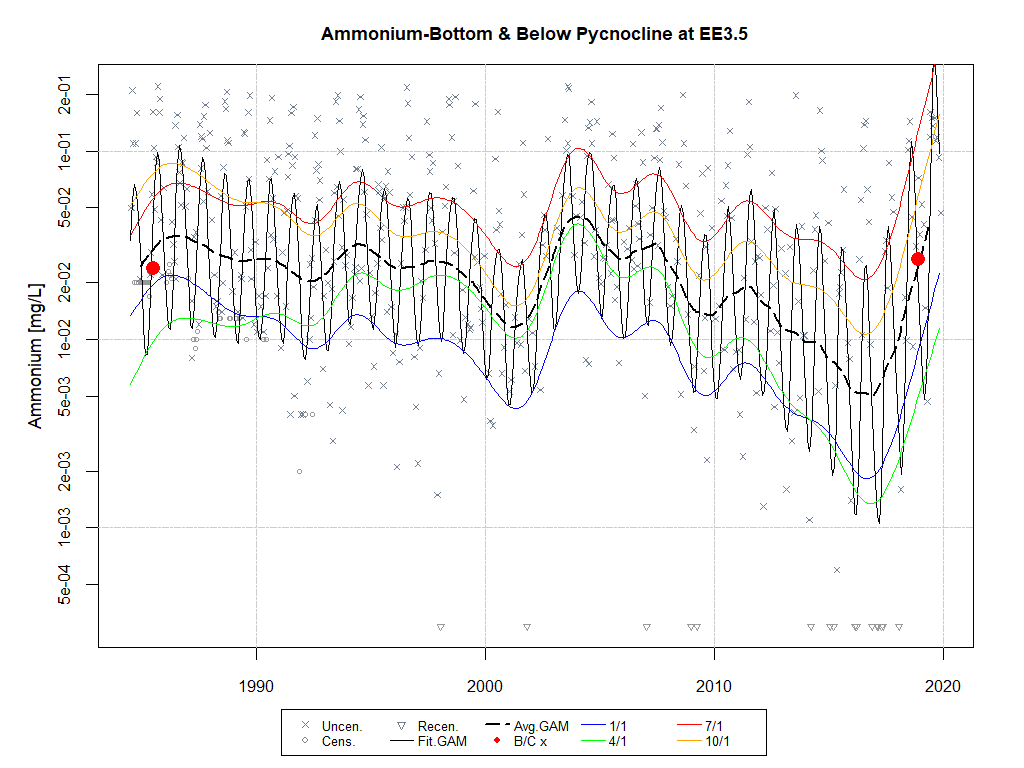 Ammonium-Bottom & Below Pycnocline at EE3.5
Ammonium [mg/L]
2e-01
1e-01
5e-02
2e-02
1e-02
5e-03
2e-03
1e-03
5e-04
1990 2000 2010 2020
Uncen. Recen. Avg.GAM 1/1 7/1
Cens. Fit.GAM B/C x 4/1 10/1